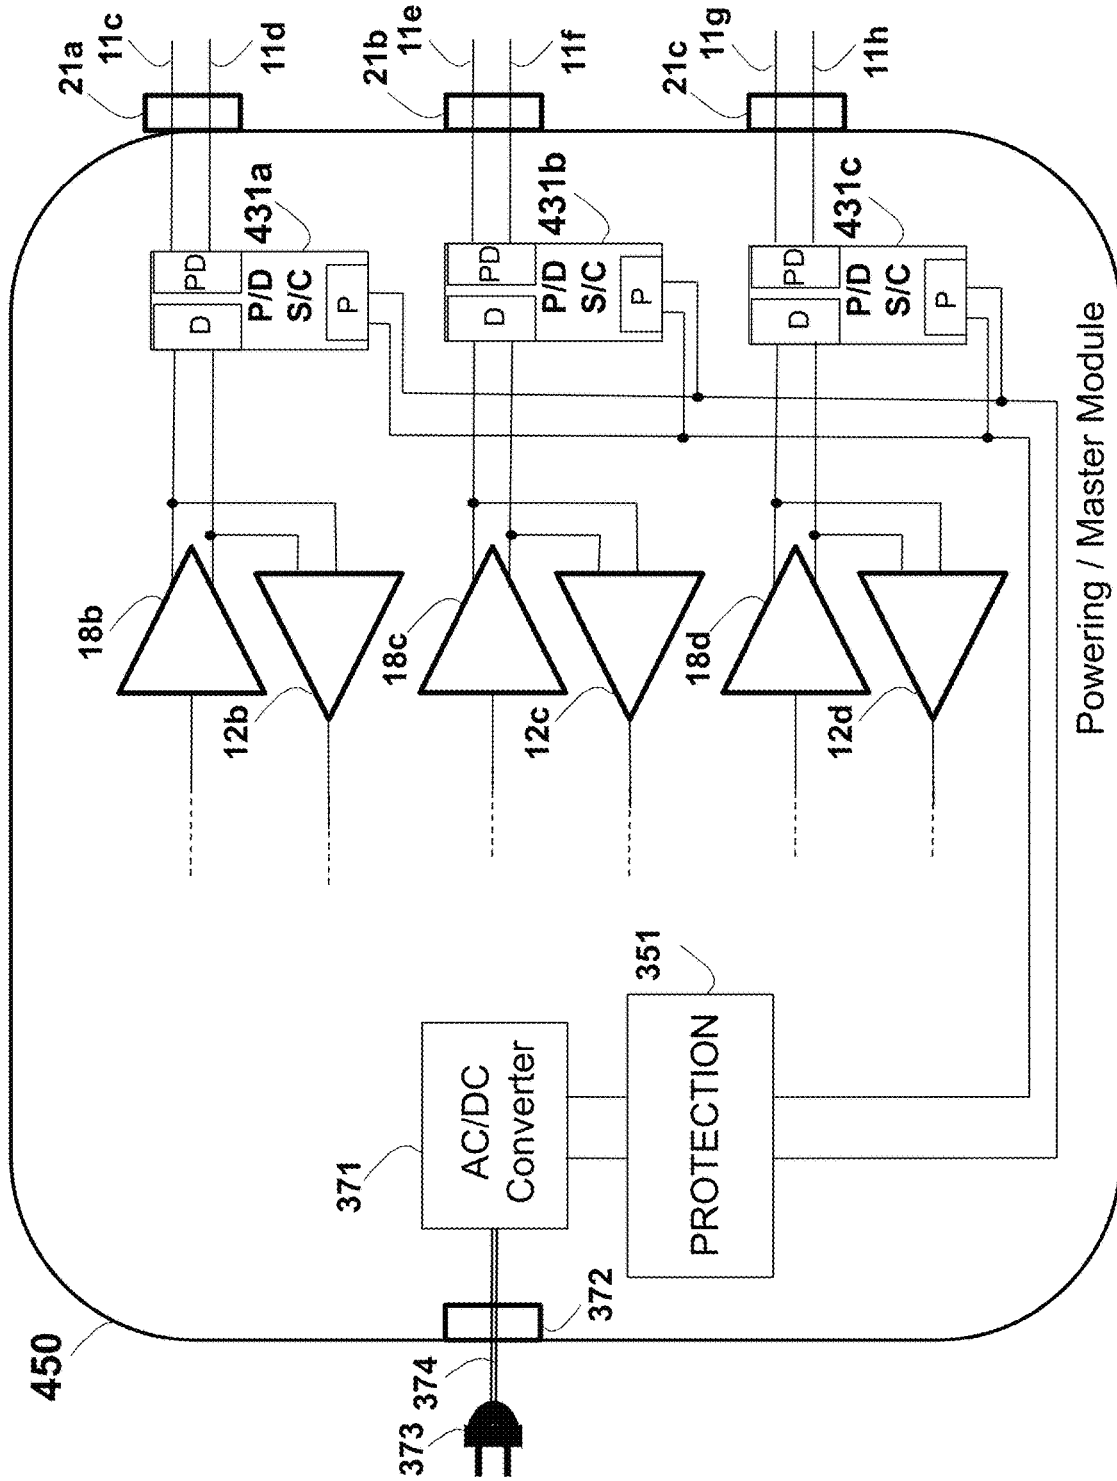 450
373
374
372
371
AC/DC
Converter
PROTECTION
351
18b
12b
18c
12c
18d
12d
D
PD
P/D
S/C
P
431a
D
PD
P/D
S/C
P
431b
D
PD
P/D
S/C
P
431c
21a
11c
11d
21b
11e
11f
21c
11g
11h
Powering / Master Module